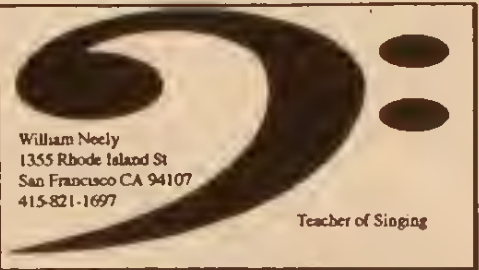 William Neely
1355 Rhode Island St
San Francisco CA 94107
415-821-1697
Teacher of Singing